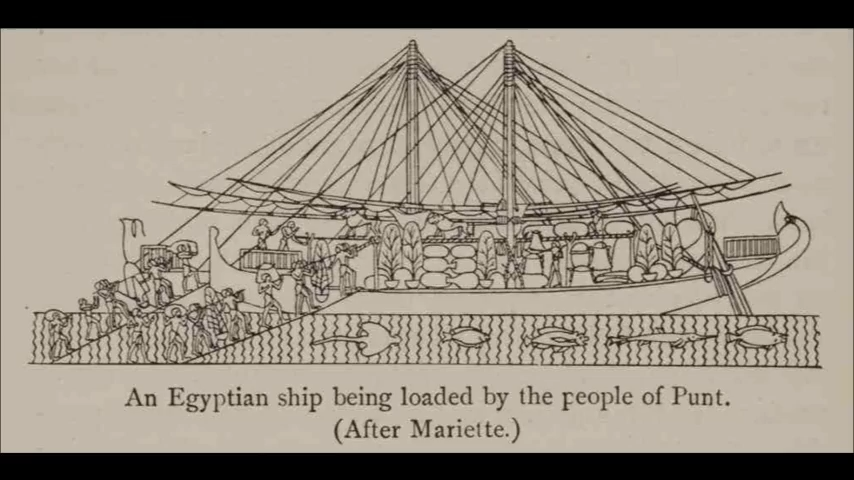 An Egyptian ship being loaded by the people of Punt.
(After Mariette.)